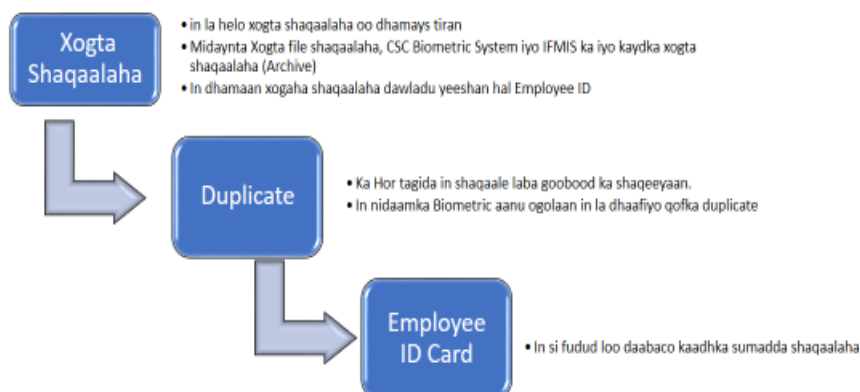 Xogta
Shaqaalaha
• in la helo xogta shaqaalaha oo dhamays tiran
• Midaynta Xogta file shaqaalaha, CSC Biometric System iyo IFMIS ka iyo kaydka xogta
shaqaalaha (Archive)
• In dhamaan xogaha shaqaalaha dawladu yeeshan hal Employee ID
Duplicate
• Ka Hor tagida in shaqaale laba goobood ka shaqeeyaan.
• In nidaamka Biometric aanu ogolaan in la dhaafiyo qofka duplicate
Employee
ID Card
• In si fudud loo daabaco kaadhka sumadda shaqaalaha